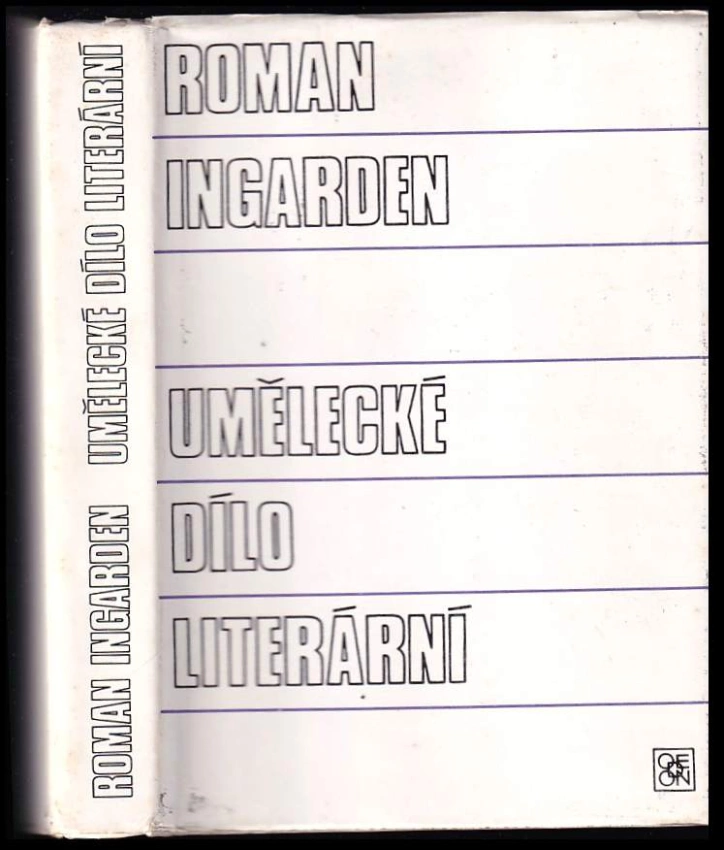 ROMAN
INGARDEN
UMĚLECKÉ
DÍLO
LITERÁRNÍ
ROMAN INGARDEN UMĚLECKÉ DÍLO LITERÁRNÍ
ODEON